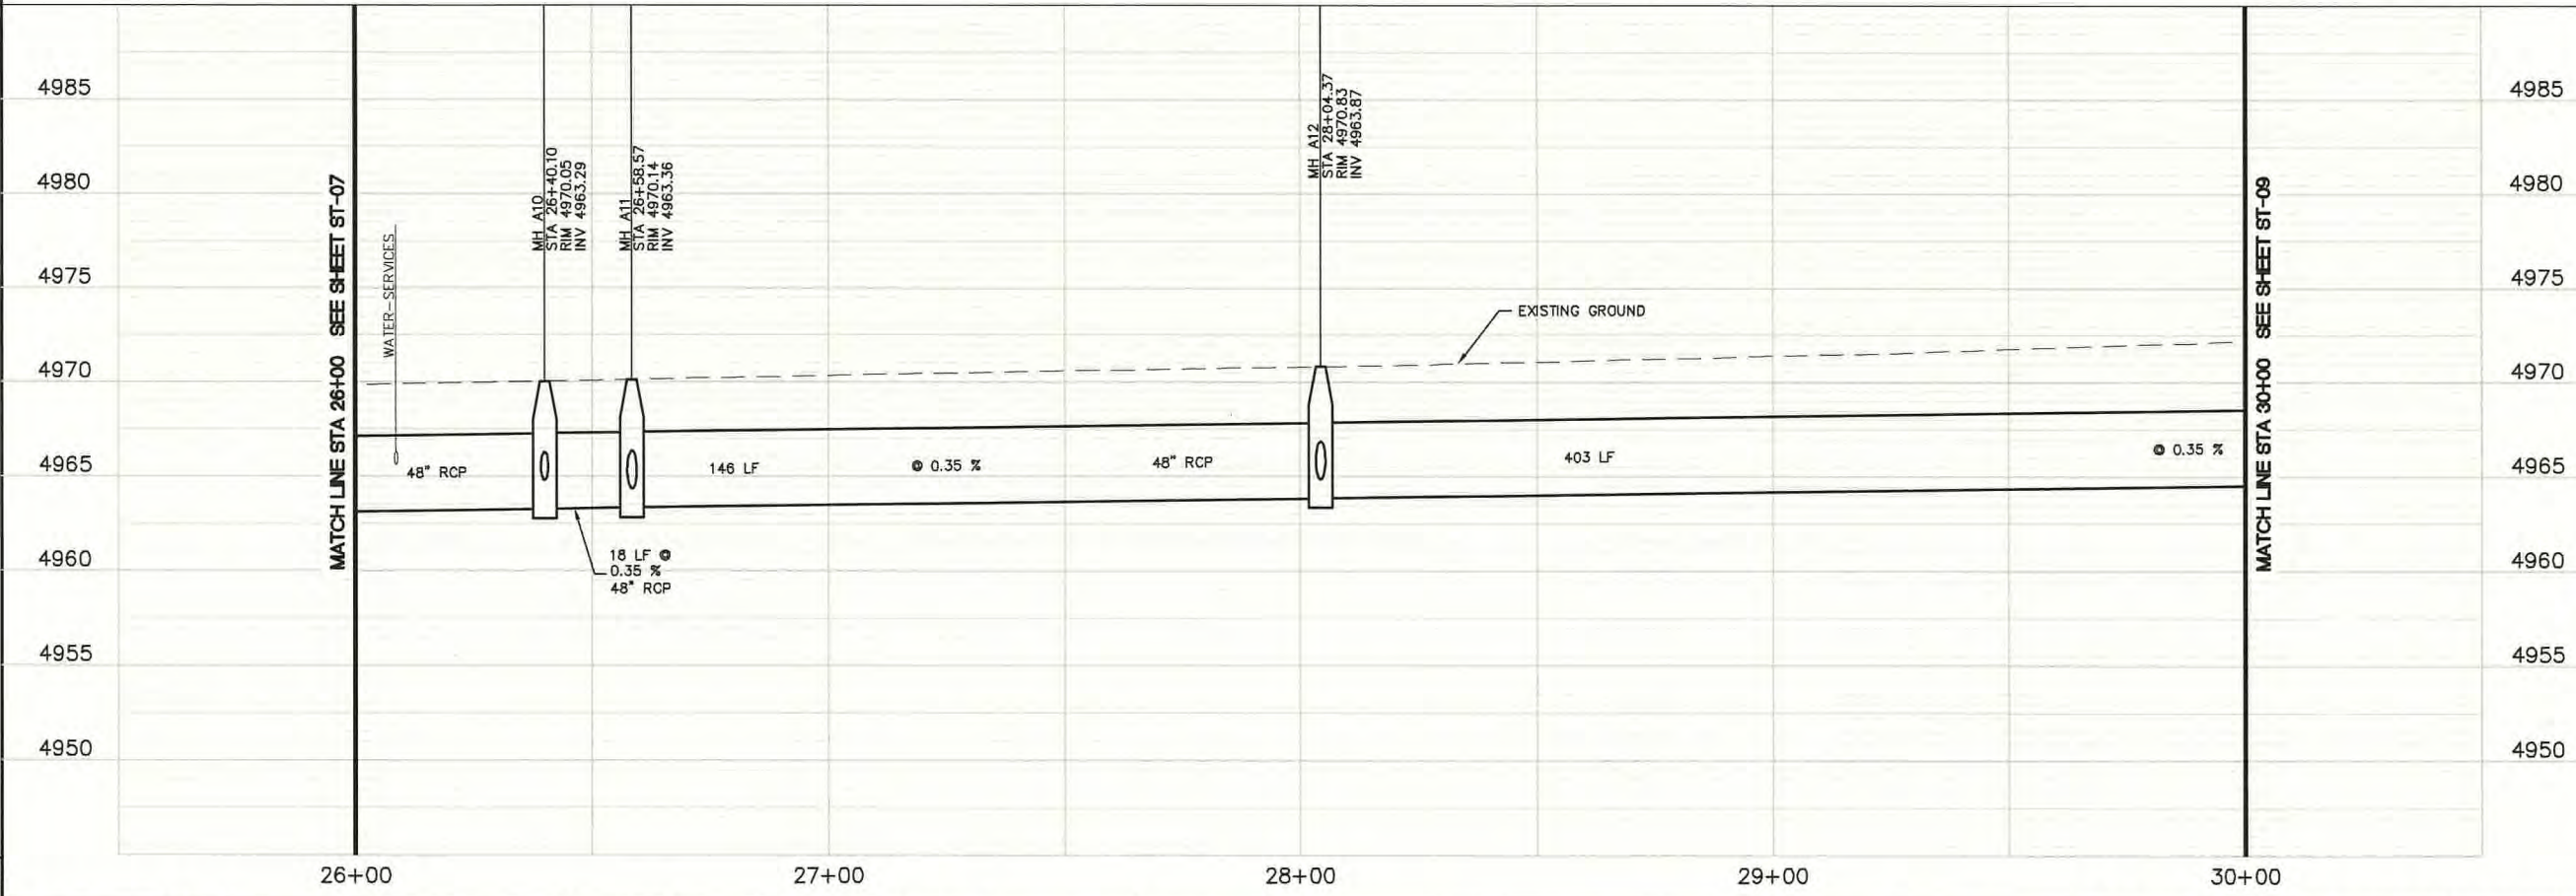 4985
4980
4975
4970
4965
4960
4955
4950
MATCH LINE STA 26+00 SEE SHEET ST-07
WATER-SERVICES
MH A10
STA 26+40.10
RIM 4970.05
INV 4963.29
MH A11
STA 26+58.57
RIM 4970.14
INV 4963.36
MH A12
STA 28+04.37
RIM 4970.83
INV 4963.87
EXISTING GROUND
48" RCP
146 LF
@ 0.35 %
48" RCP
403 LF
@ 0.35 %
18 LF @
0.35 %
48" RCP
MATCH LINE STA 30+00 SEE SHEET ST-09
4985
4980
4975
4970
4965
4960
4955
4950
26+00
27+00
28+00
29+00
30+00